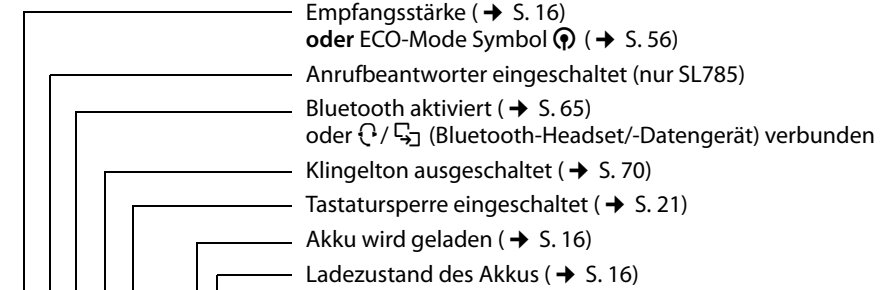 Empfangsstärke ( ➔ S. 16)
oder ECO-Mode Symbol ( ➔ S. 56)
Anrufbeantworter eingeschaltet (nur SL785)
Bluetooth aktiviert ( ➔ S. 65)
oder / (Bluetooth-Headset/-Datengerät) verbunden
Klingelton ausgeschaltet ( ➔ S. 70)
Tastatursperre eingeschaltet ( ➔ S. 21)
Akku wird geladen ( ➔ S. 16)
Ladezustand des Akkus ( ➔ S. 16)